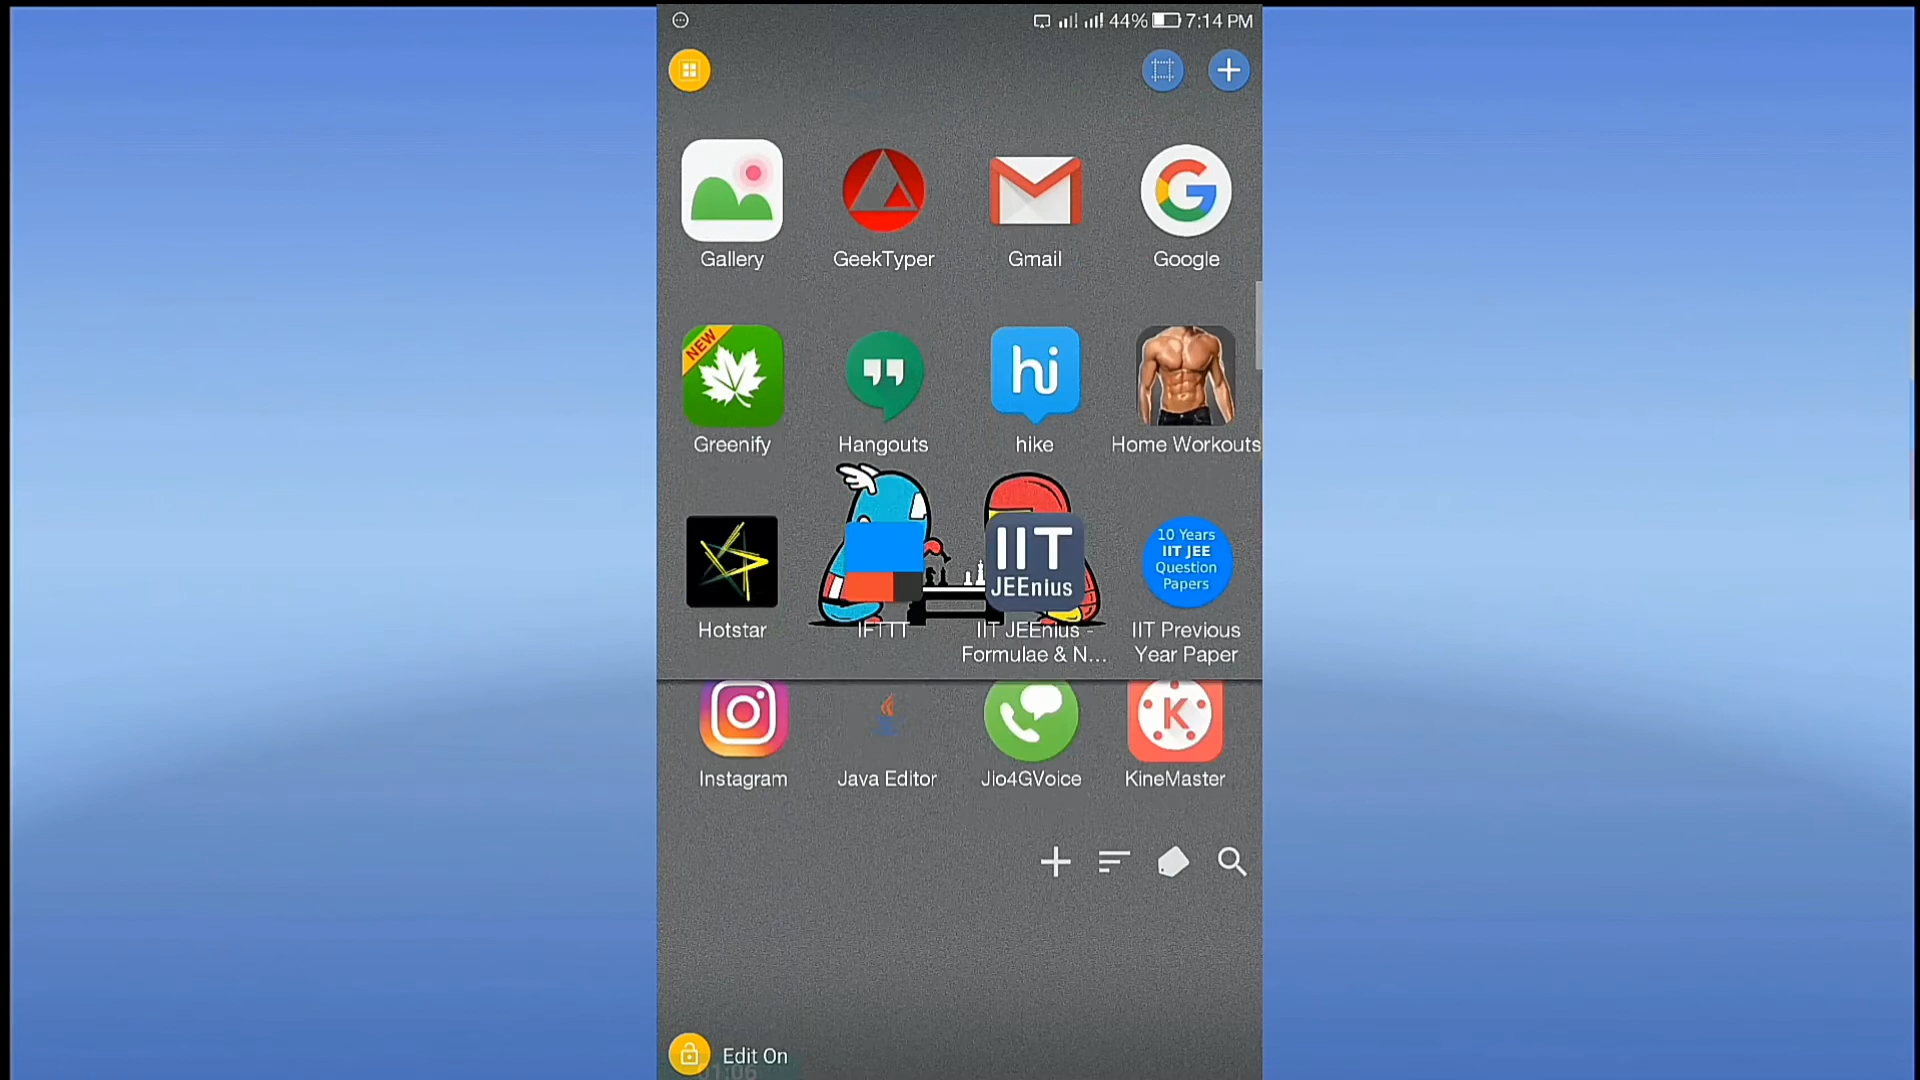 44% 7:14 PM
Gallery GeekTyper Gmail Google
NEW
Greenify Hangouts hi hike Home Workouts
Hotstar IFTTT
IIT
JEEnius
IIT JEEnius -
Formulae & N...
10 Years
IIT JEE
Question
Papers
IIT Previous
Year Paper
Instagram Java Editor Jio4GVoice KineMaster
Edit On
01:06